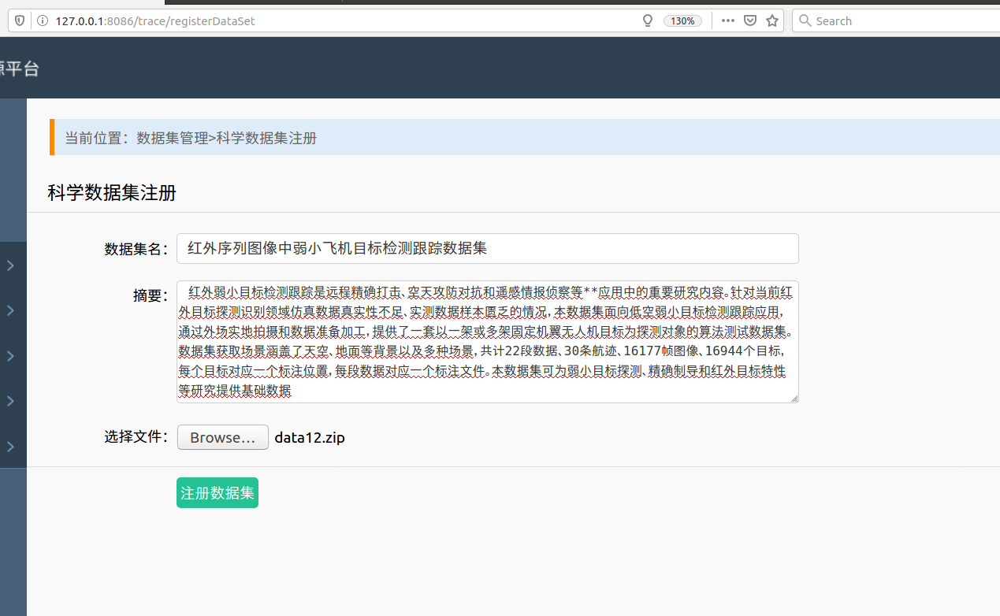 127.0.0.1:8086/trace/registerDataSet
130%
Search
平台
当前位置：数据集管理>科学数据集注册
科学数据集注册
数据集名：
红外序列图像中弱小飞机目标检测跟踪数据集
摘要：
红外弱小目标检测跟踪是远程精确打击、空天攻防对抗和遥感情报侦察等**应用中的重要研究内容。针对当前红
外目标探测识别领域仿真数据真实性不足、实测数据样本匮乏的情况，本数据集面向低空弱小目标检测跟踪应用，
通过外场实地拍摄和数据准备加工，提供了一套以一架或多架固定机翼无人机目标为探测对象的算法测试数据集。
数据集获取场景涵盖了天空、地面等背景以及多种场景，共计22段数据、30条航迹、16177帧图像、16944个目标，
每个目标对应一个标注位置，每段数据对应一个标注文件。本数据集可为弱小目标探测、精确制导和红外目标特性
等研究提供基础数据
选择文件：
Browse...
data12.zip
注册数据集